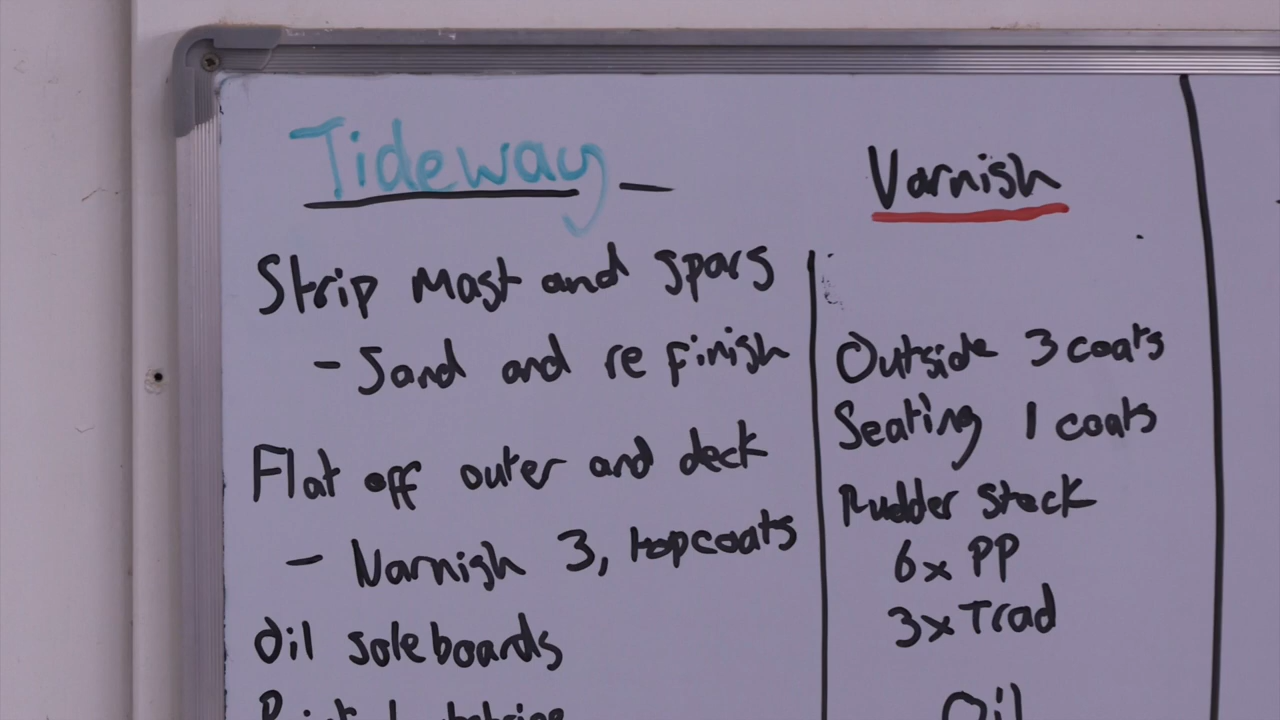 Tideway –
Strip Mast and spars
- Sand and re finish
Flat off outer and deck
- Varnish 3, topcoats
Oil soleboards
Varnish
Outside 3 coats
Seating 1 coats
Rudder stock
6x PP
3x Trad
Oil